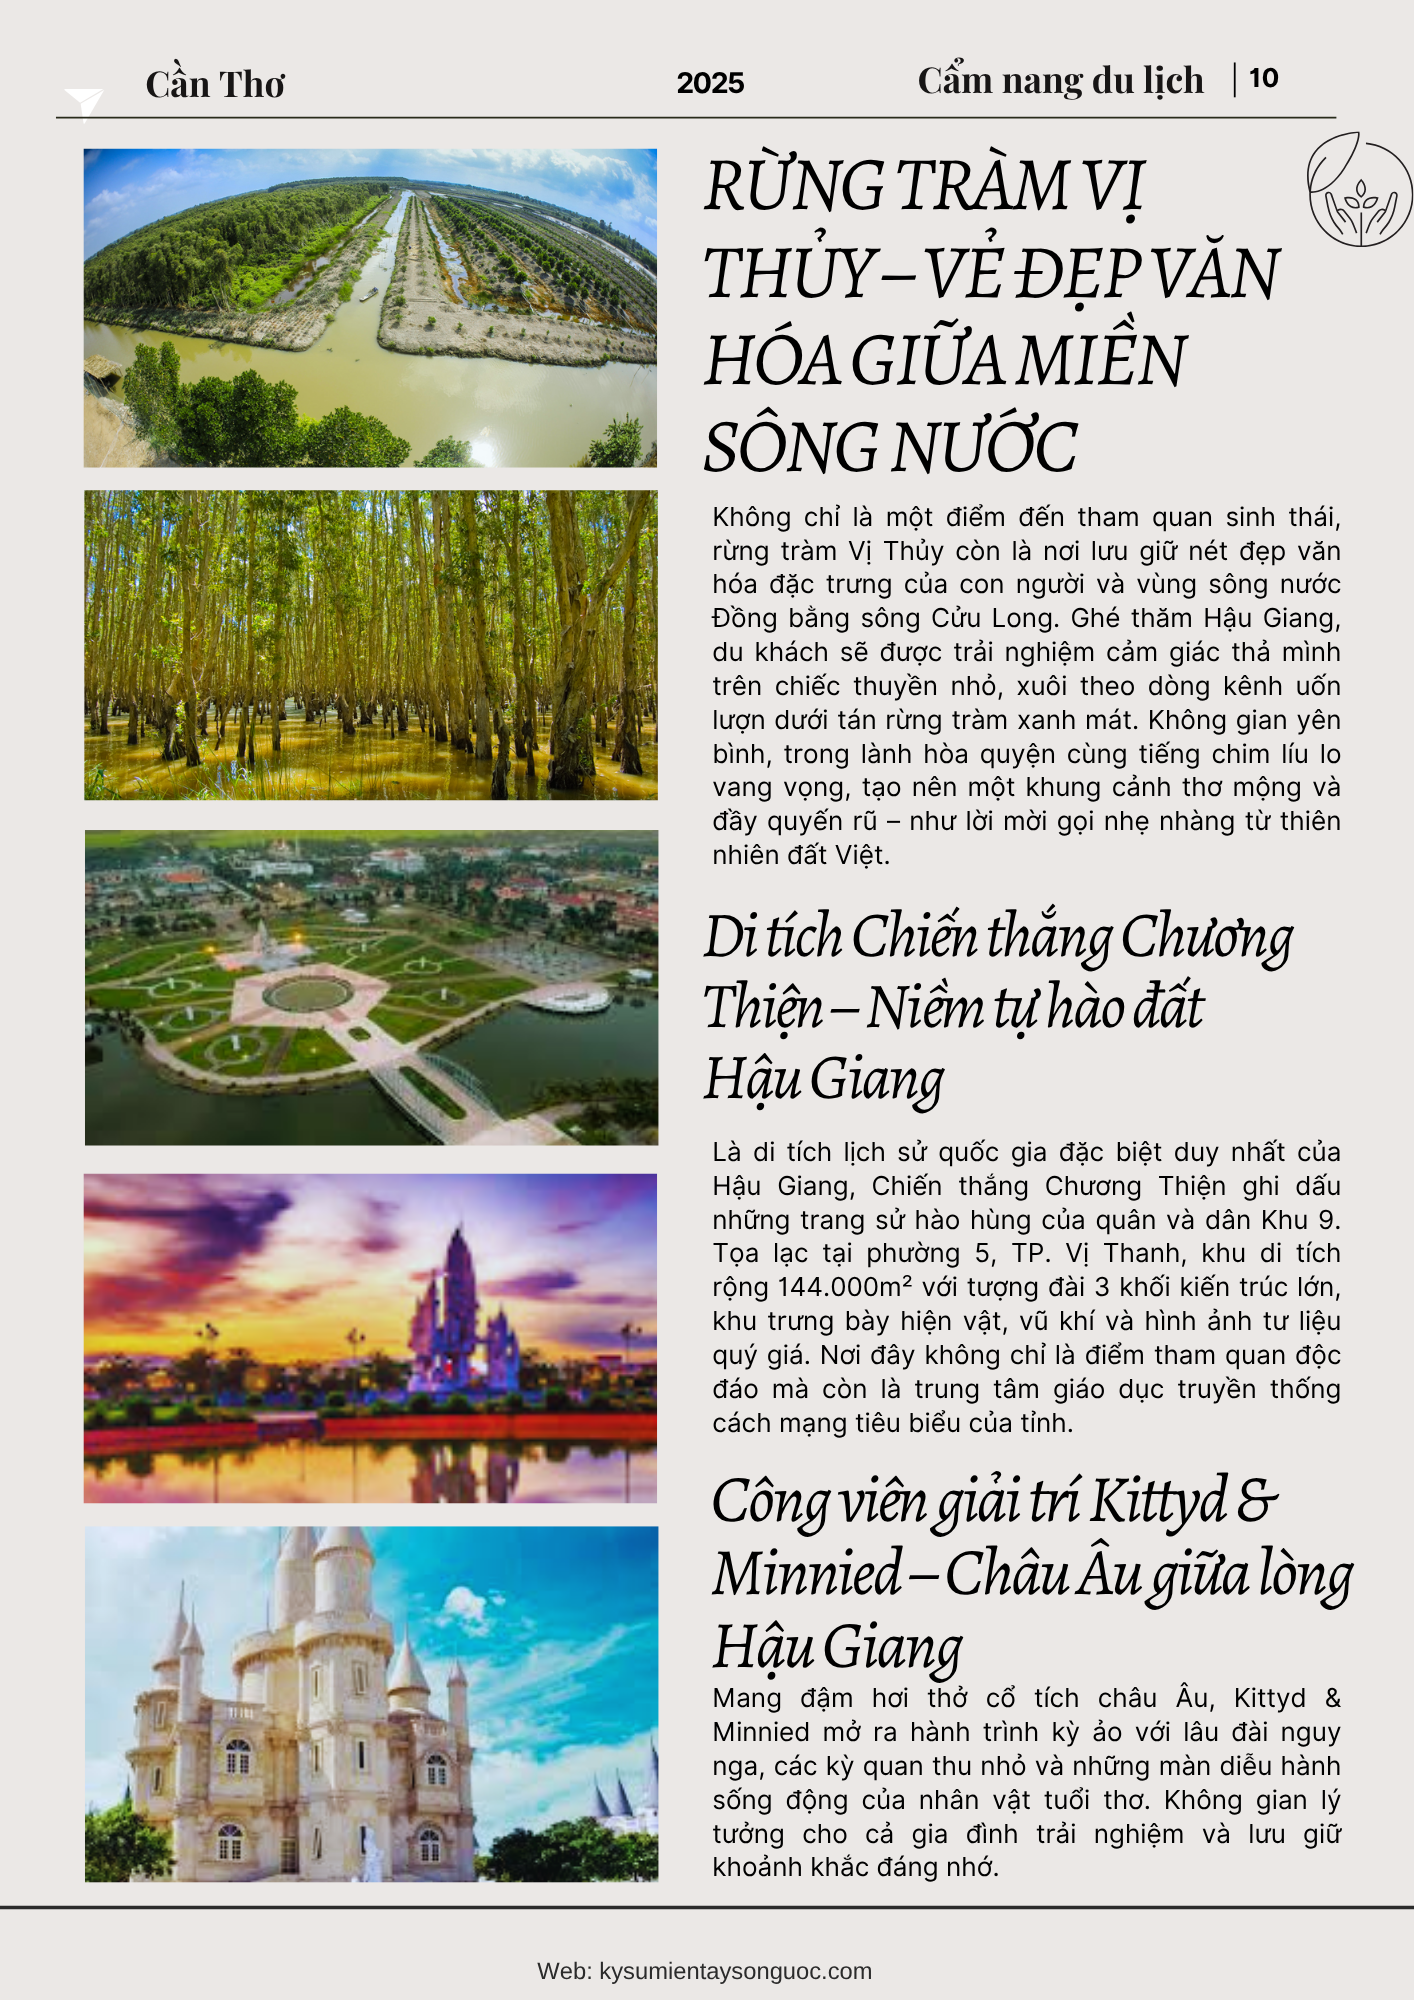 Cần Thơ
2025
Cẩm nang du lịch
10
RỪNG TRÀM VỊ
THỦY – VẺ ĐẸP VĂN
HÓA GIỮA MIỀN
SÔNG NƯỚC
Không chỉ là một điểm đến tham quan sinh thái,
rừng tràm Vị Thủy còn là nơi lưu giữ nét đẹp văn
hóa đặc trưng của con người và vùng sông nước
Đồng bằng sông Cửu Long. Ghé thăm Hậu Giang,
du khách sẽ được trải nghiệm cảm giác thả mình
trên chiếc thuyền nhỏ, xuôi theo dòng kênh uốn
lượn dưới tán rừng tràm xanh mát. Không gian yên
bình, trong lành hòa quyện cùng tiếng chim líu lo
vang vọng, tạo nên một khung cảnh thơ mộng và
đầy quyến rũ – như lời mời gọi nhẹ nhàng từ thiên
nhiên đất Việt.
Di tích Chiến thắng Chương
Thiện – Niềm tự hào đất
Hậu Giang
Là di tích lịch sử quốc gia đặc biệt duy nhất của
Hậu Giang, Chiến thắng Chương Thiện ghi dấu
những trang sử hào hùng của quân và dân Khu 9.
Tọa lạc tại phường 5, TP. Vị Thanh, khu di tích
rộng 144.000m² với tượng đài 3 khối kiến trúc lớn,
khu trưng bày hiện vật, vũ khí và hình ảnh tư liệu
quý giá. Nơi đây không chỉ là điểm tham quan độc
đáo mà còn là trung tâm giáo dục truyền thống
cách mạng tiêu biểu của tỉnh.
Công viên giải trí Kittyd &
Minnied – Châu Âu giữa lòng
Hậu Giang
Mang đậm hơi thở cổ tích châu Âu, Kittyd &
Minnied mở ra hành trình kỳ ảo với lâu đài nguy
nga, các kỳ quan thu nhỏ và những màn diễu hành
sống động của nhân vật tuổi thơ. Không gian lý
tưởng cho cả gia đình trải nghiệm và lưu giữ
khoảnh khắc đáng nhớ.
Web: kysumientaysonguoc.com